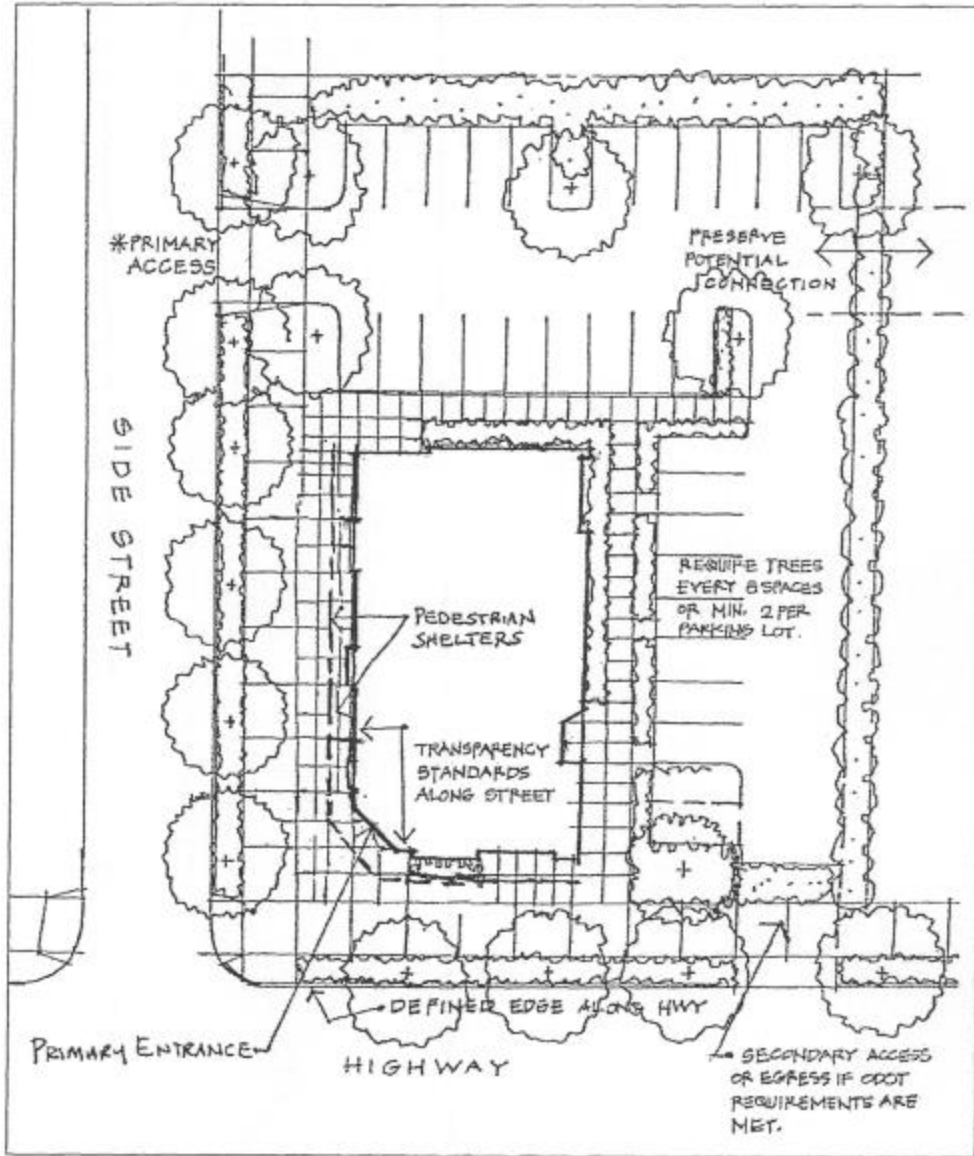 *PRIMARY
ACCESS
PRESERVE
POTENTIAL
CONNECTION
SIDE STREET
REQUIRE TREES
EVERY 8 SPACES
OR MIN. 2 PER
PARKING LOT.
PEDESTRIAN
SHELTERS
TRANSPARENCY
STANDARDS
ALONG STREET
DEFINED EDGE ALONG HWY
PRIMARY ENTRANCE
HIGHWAY
SECONDARY ACCESS
OR EGRESS IF ODOT
REQUIREMENTS ARE
MET.